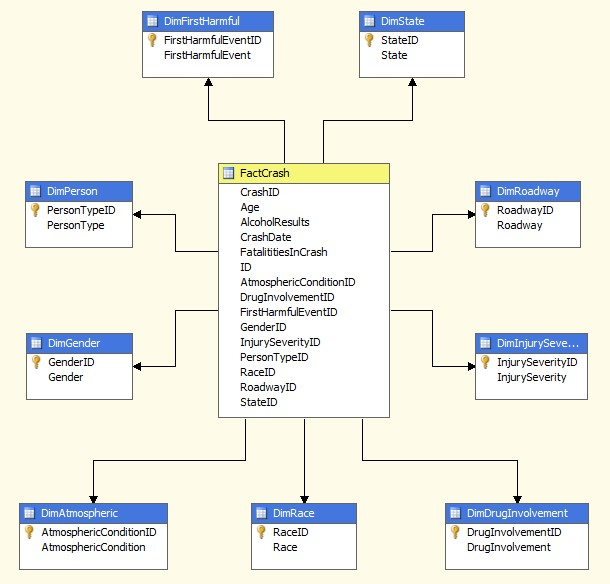 DimFirstHarmful
FirstHarmfulEventID
FirstHarmfulEvent
DimState
StateID
State
DimPerson
PersonTypeID
PersonType
FactCrash
CrashID
Age
AlcoholResults
CrashDate
FatalititiesInCrash
ID
AtmosphericConditionID
DrugInvolvementID
FirstHarmfulEventID
GenderID
InjurySeverityID
PersonTypeID
RaceID
RoadwayID
StateID
DimRoadway
RoadwayID
Roadway
DimGender
GenderID
Gender
DimInjurySeve...
InjurySeverityID
InjurySeverity
DimAtmospheric
AtmosphericConditionID
AtmosphericCondition
DimRace
RaceID
Race
DimDrugInvolvement
DrugInvolvementID
DrugInvolvement